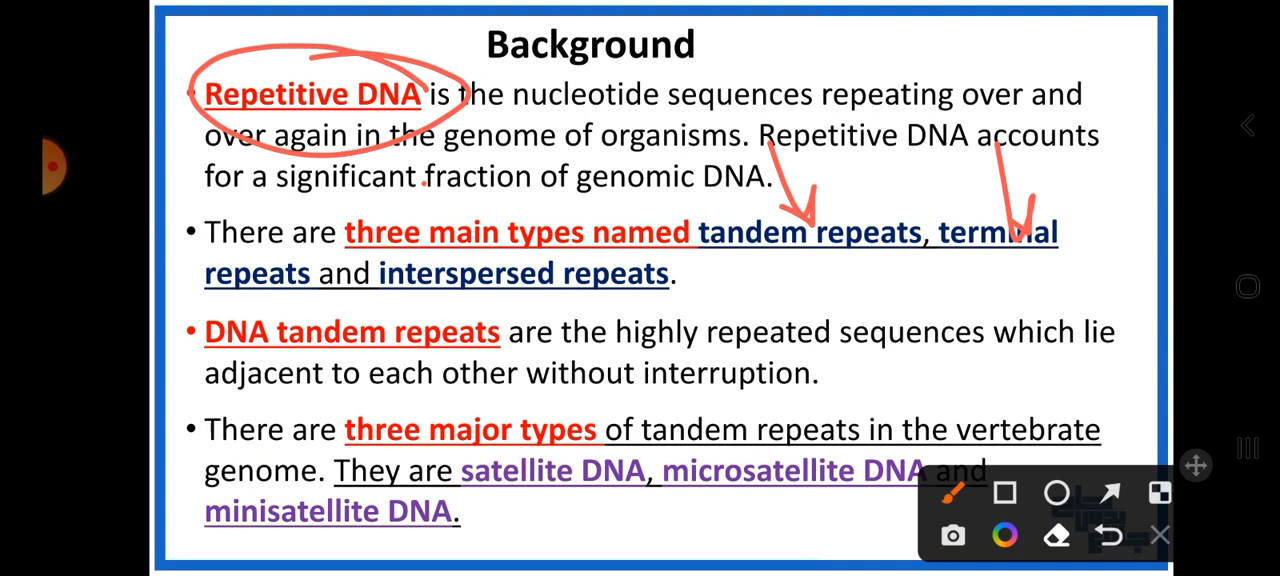 Background
• Repetitive DNA is the nucleotide sequences repeating over and
over again in the genome of organisms. Repetitive DNA accounts
for a significant fraction of genomic DNA.
• There are three main types named tandem repeats, terminal
repeats and interspersed repeats.
• DNA tandem repeats are the highly repeated sequences which lie
adjacent to each other without interruption.
• There are three major types of tandem repeats in the vertebrate
genome. They are satellite DNA, microsatellite DNA and
minisatellite DNA.